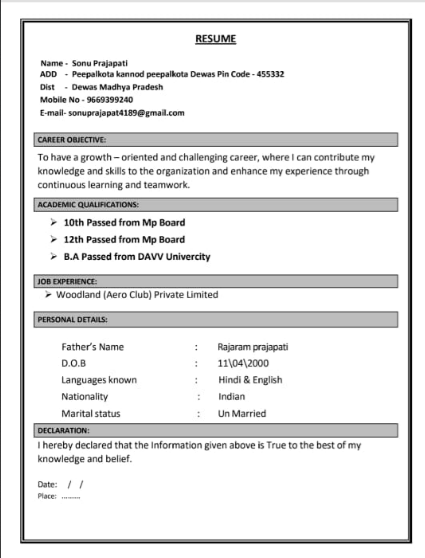 RESUME
Name - Sonu Prajapati
ADD - Peepalkota kannod peepalkota Dewas Pin Code - 455332
Dist - Dewas Madhya Pradesh
Mobile No - 9669399240
E-mail- sonuprajapat4189@gmail.com
CAREER OBJECTIVE:
To have a growth – oriented and challenging career, where I can contribute my
knowledge and skills to the organization and enhance my experience through
continuous learning and teamwork.
ACADEMIC QUALIFICATIONS:
➢ 10th Passed from Mp Board
➢ 12th Passed from Mp Board
➢ B.A Passed from DAVV Univercity
JOB EXPERIENCE:
➢ Woodland (Aero Club) Private Limited
PERSONAL DETAILS:
Father's Name : Rajaram prajapati
D.O.B : 11\04\2000
Languages known : Hindi & English
Nationality : Indian
Marital status : Un Married
DECLARATION:
I hereby declared that the Information given above is True to the best of my
knowledge and belief.
Date: / /
Place: .........